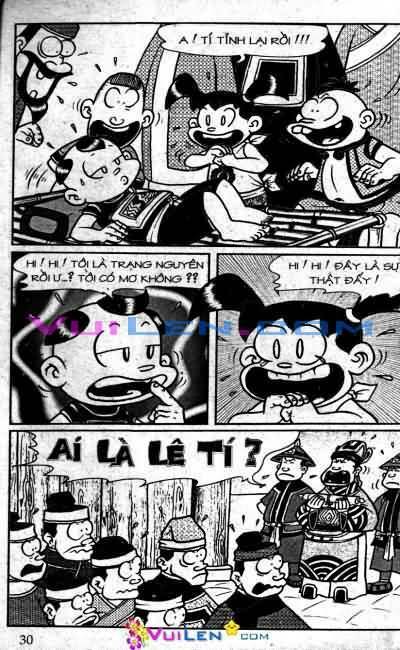 A ! TÍ TỈNH LẠI RỒI !!!
HI ! HI ! TÔI LÀ TRẠNG NGUYÊN
RỒI Ư..? TÔI CÓ MƠ KHÔNG ??
HI ! HI ! ĐÂY LÀ SỰ
THẬT ĐẤY !
VUILEN.COM
AI LÀ LÊ TÍ ?
30
VUILEN.COM